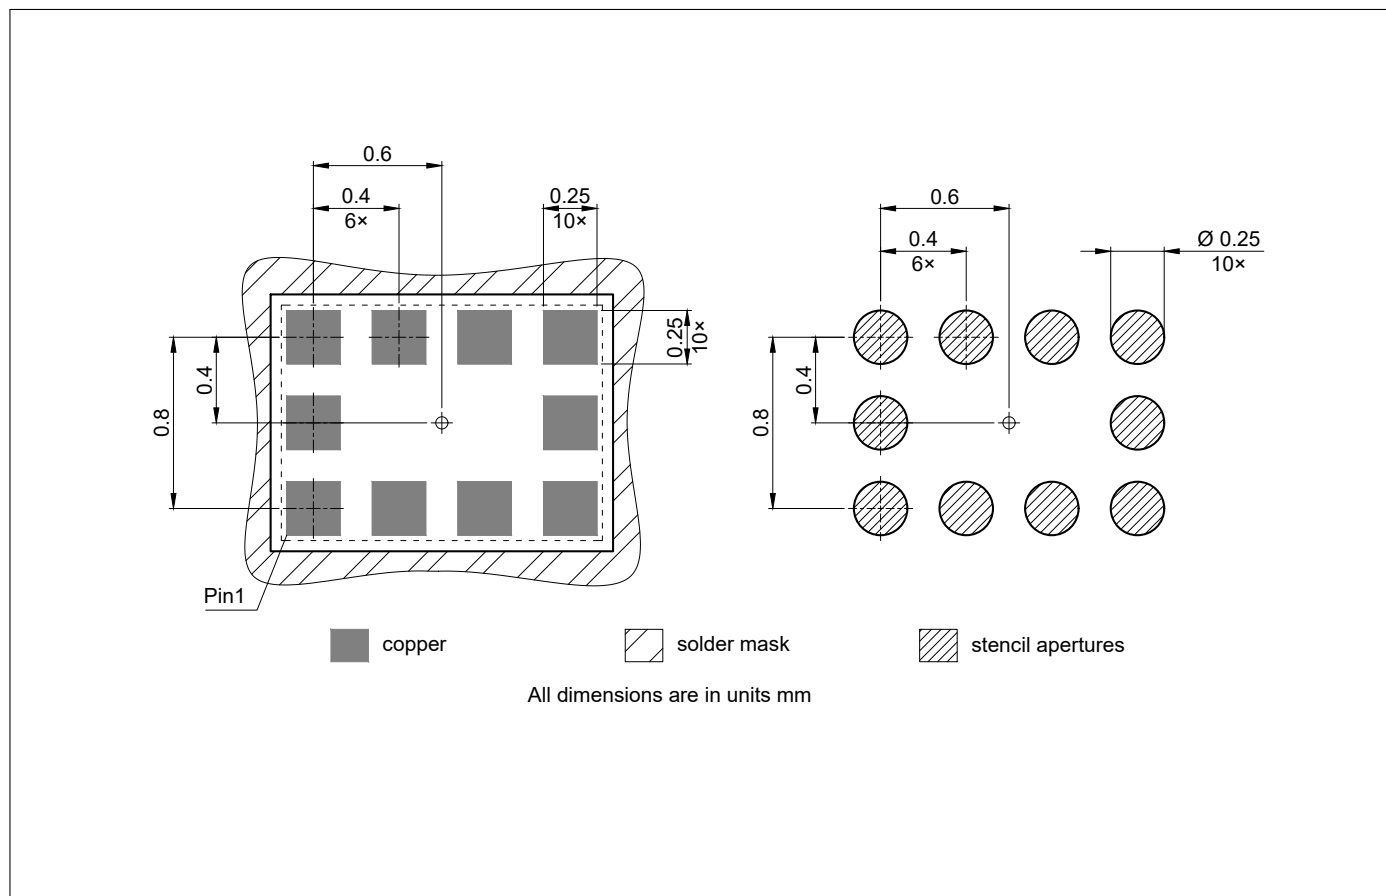 0.6
0.4
6×
0.25
10×
0.25
10×
0.4
0.8
Pin1
0.6
0.4
6×
Ø 0.25
10×
0.4
0.8
copper
solder mask
stencil apertures
All dimensions are in units mm